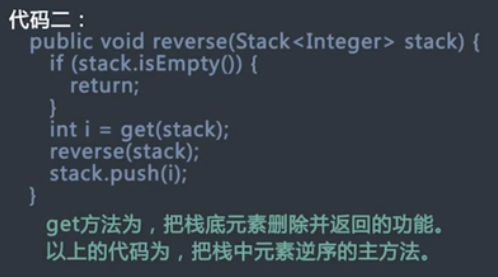 代码二：
public void reverse(Stack<Integer> stack) {
if (stack.isEmpty()) {
return;
}
int i = get(stack);
reverse(stack);
stack.push(i);
}
get方法为，把栈底元素删除并返回的功能。
以上的代码为，把栈中元素逆序的主方法。